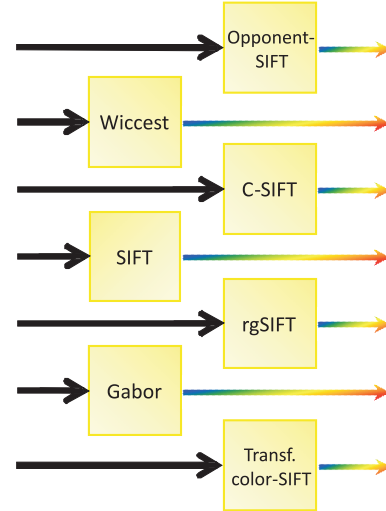 Opponent-
SIFT
Wiccest
C-SIFT
SIFT
rgSIFT
Gabor
Transf.
color-SIFT